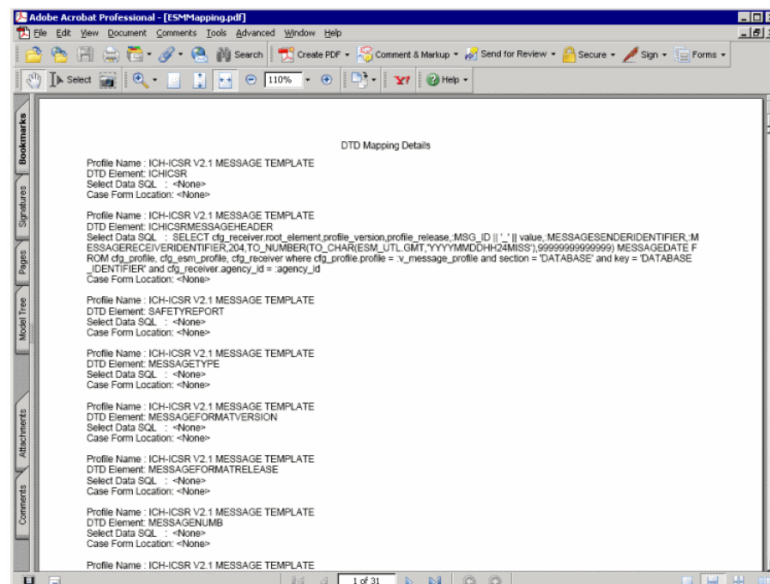 Adobe Acrobat Professional - [ESMMapping.pdf]
File Edit View Document Comments Tools Advanced Window Help
Search Create PDF Comment & Markup Send for Review Secure Sign Forms
Select 110% Y! Help
Bookmarks
Signatures
Pages
Model Tree
Attachments
Comments
DTD Mapping Details
Profile Name : ICH-ICSR V2.1 MESSAGE TEMPLATE
DTD Element: ICHICSR
Select Data SQL : <None>
Case Form Location: <None>
Profile Name : ICH-ICSR V2.1 MESSAGE TEMPLATE
DTD Element: ICHICSRMESSAGEHEADER
Select Data SQL : SELECT cfg_receiver.root_element,profile_version,profile_release,:MSG_ID || '_' || value,:MESSAGESENDERIDENTIFIER,:M
ESSAGERECEIVERIDENTIFIER,204,TO_NUMBER(TO_CHAR(ESM_UTL.GMT,'YYYYMMDDHH24MISS'),99999999999999) MESSAGEDATE F
ROM cfg_profile, cfg_esm_profile, cfg_receiver where cfg_profile.profile = :v_message_profile and section = 'DATABASE' and key = 'DATABASE
_IDENTIFIER' and cfg_receiver.agency_id = :agency_id
Case Form Location: <None>
Profile Name : ICH-ICSR V2.1 MESSAGE TEMPLATE
DTD Element: SAFETYREPORT
Select Data SQL : <None>
Case Form Location: <None>
Profile Name : ICH-ICSR V2.1 MESSAGE TEMPLATE
DTD Element: MESSAGETYPE
Select Data SQL : <None>
Case Form Location: <None>
Profile Name : ICH-ICSR V2.1 MESSAGE TEMPLATE
DTD Element: MESSAGEFORMATVERSION
Select Data SQL : <None>
Case Form Location: <None>
Profile Name : ICH-ICSR V2.1 MESSAGE TEMPLATE
DTD Element: MESSAGEFORMATRELEASE
Select Data SQL : <None>
Case Form Location: <None>
Profile Name : ICH-ICSR V2.1 MESSAGE TEMPLATE
DTD Element: MESSAGENUMB
Select Data SQL : <None>
Case Form Location: <None>
Profile Name : ICH-ICSR V2.1 MESSAGE TEMPLATE
1 of 31